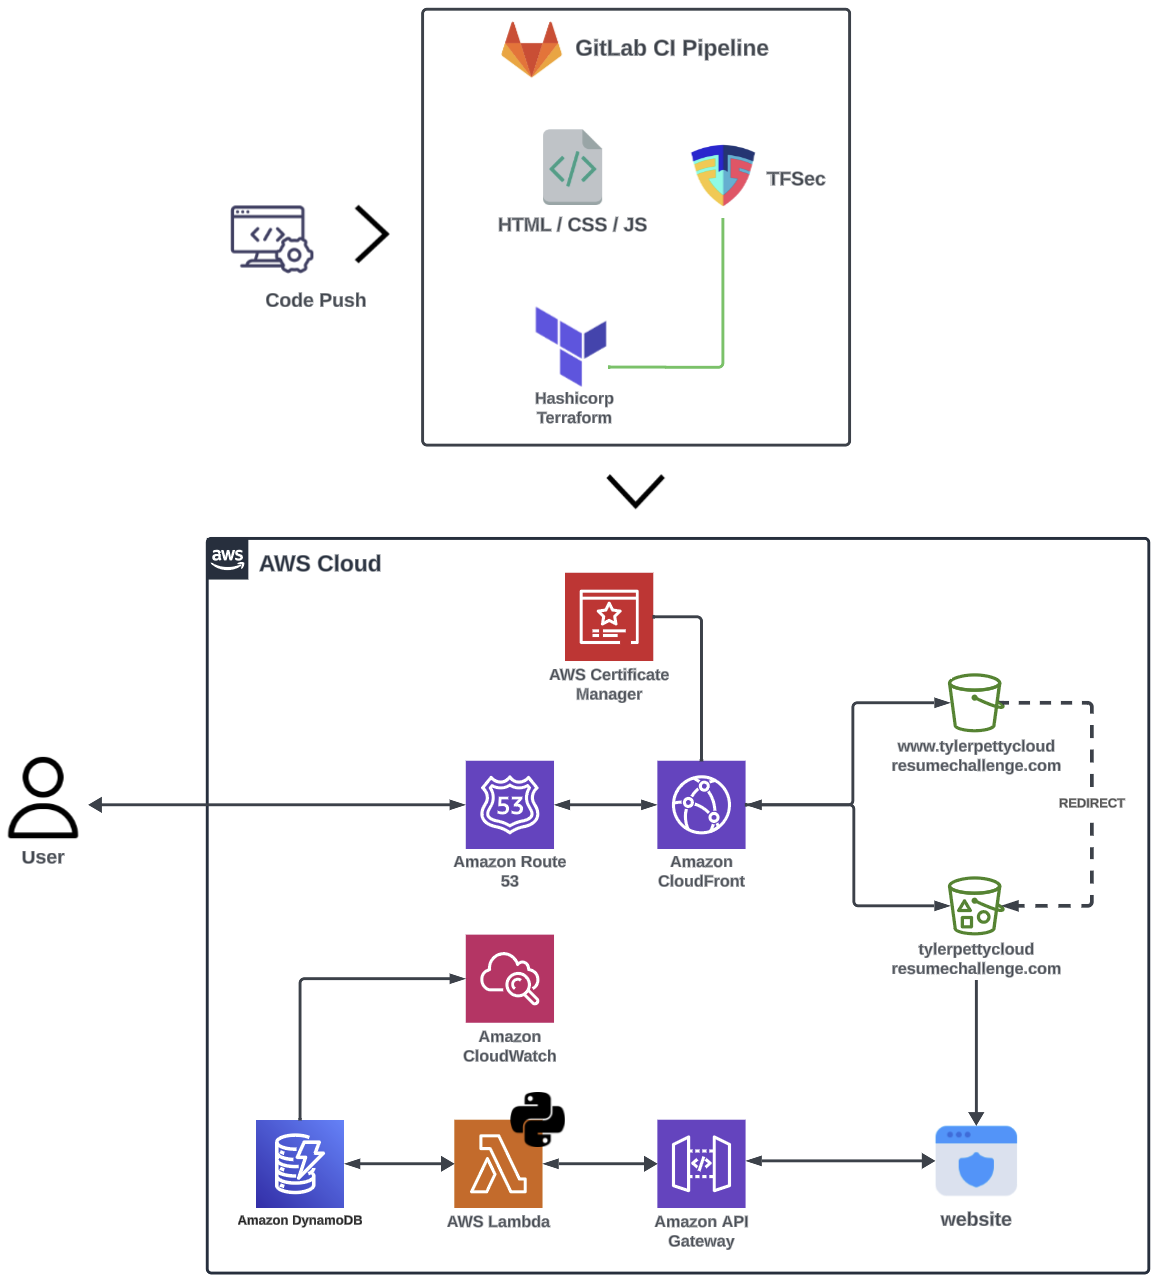 GitLab CI Pipeline
TFSec
HTML / CSS / JS
Code Push
Hashicorp
Terraform
aws
AWS Cloud
AWS Certificate
Manager
www.tylerpettycloud
resumechallenge.com
REDIRECT
53
User
Amazon Route
53
Amazon
CloudFront
tylerpettycloud
resumechallenge.com
Amazon
CloudWatch
Amazon DynamoDB
AWS Lambda
Amazon API
Gateway
website